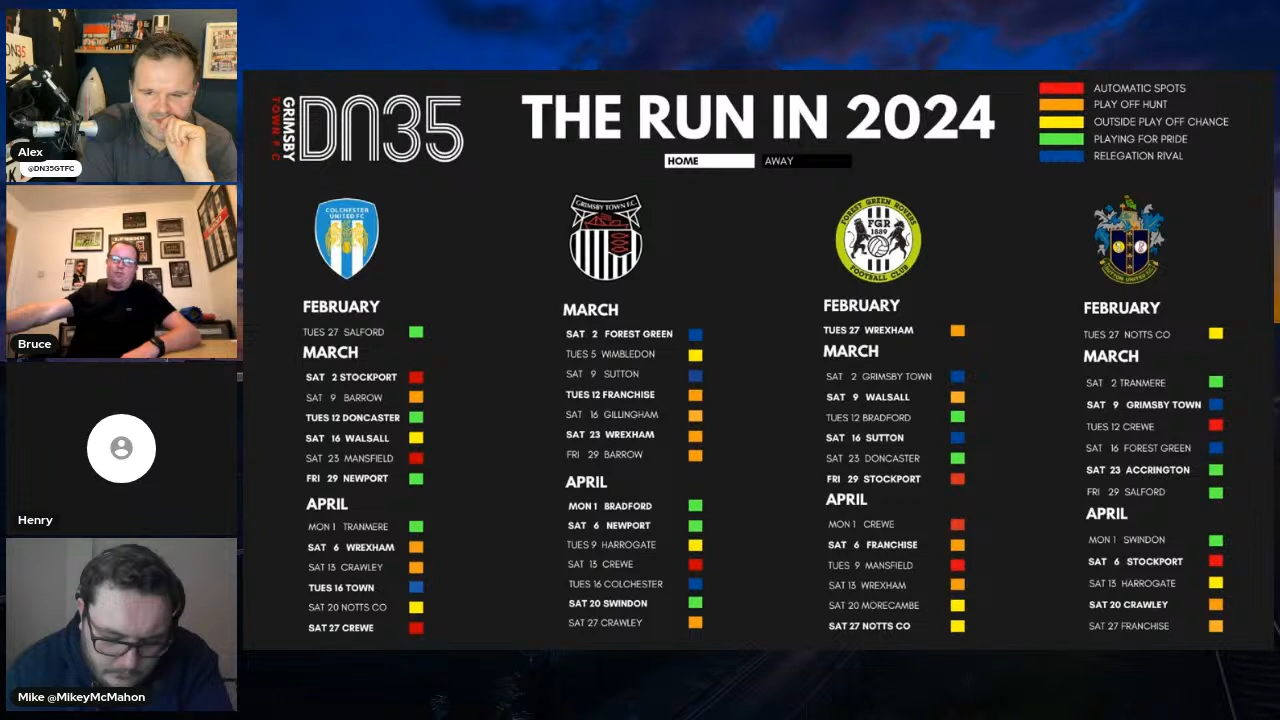 Alex
@DN35GTFC
Bruce
Henry
Mike @MikeyMcMahon
GRIMSBY
TOWN F C
DN35
THE RUN IN 2024
HOME
AWAY
AUTOMATIC SPOTS
PLAY OFF HUNT
OUTSIDE PLAY OFF CHANCE
PLAYING FOR PRIDE
RELEGATION RIVAL
COLCHESTER
UNITED FC
FEBRUARY
TUES 27 SALFORD
MARCH
SAT 2 STOCKPORT
SAT 9 BARROW
TUES 12 DONCASTER
SAT 16 WALSALL
SAT 23 MANSFIELD
FRI 29 NEWPORT
APRIL
MON 1 TRANMERE
SAT 6 WREXHAM
SAT 13 CRAWLEY
TUES 16 TOWN
SAT 20 NOTTS CO
SAT 27 CREWE
GRIMSBY TOWN F.C.
MARCH
SAT 2 FOREST GREEN
TUES 5 WIMBLEDON
SAT 9 SUTTON
TUES 12 FRANCHISE
SAT 16 GILLINGHAM
SAT 23 WREXHAM
FRI 29 BARROW
APRIL
MON 1 BRADFORD
SAT 6 NEWPORT
TUES 9 HARROGATE
SAT 13 CREWE
TUES 16 COLCHESTER
SAT 20 SWINDON
SAT 27 CRAWLEY
FOREST GREEN ROVERS
FGR
1889
FOOTBALL CLUB
FEBRUARY
TUES 27 WREXHAM
MARCH
SAT 2 GRIMSBY TOWN
SAT 9 WALSALL
TUES 12 BRADFORD
SAT 16 SUTTON
SAT 23 DONCASTER
FRI 29 STOCKPORT
APRIL
MON 1 CREWE
SAT 6 FRANCHISE
TUES 9 MANSFIELD
SAT 13 WREXHAM
SAT 20 MORECAMBE
SAT 27 NOTTS CO
FEBRUARY
TUES 27 NOTTS CO
MARCH
SAT 2 TRANMERE
SAT 9 GRIMSBY TOWN
TUES 12 CREWE
SAT 16 FOREST GREEN
SAT 23 ACCRINGTON
FRI 29 SALFORD
APRIL
MON 1 SWINDON
SAT 6 STOCKPORT
SAT 13 HARROGATE
SAT 20 CRAWLEY
SAT 27 FRANCHISE